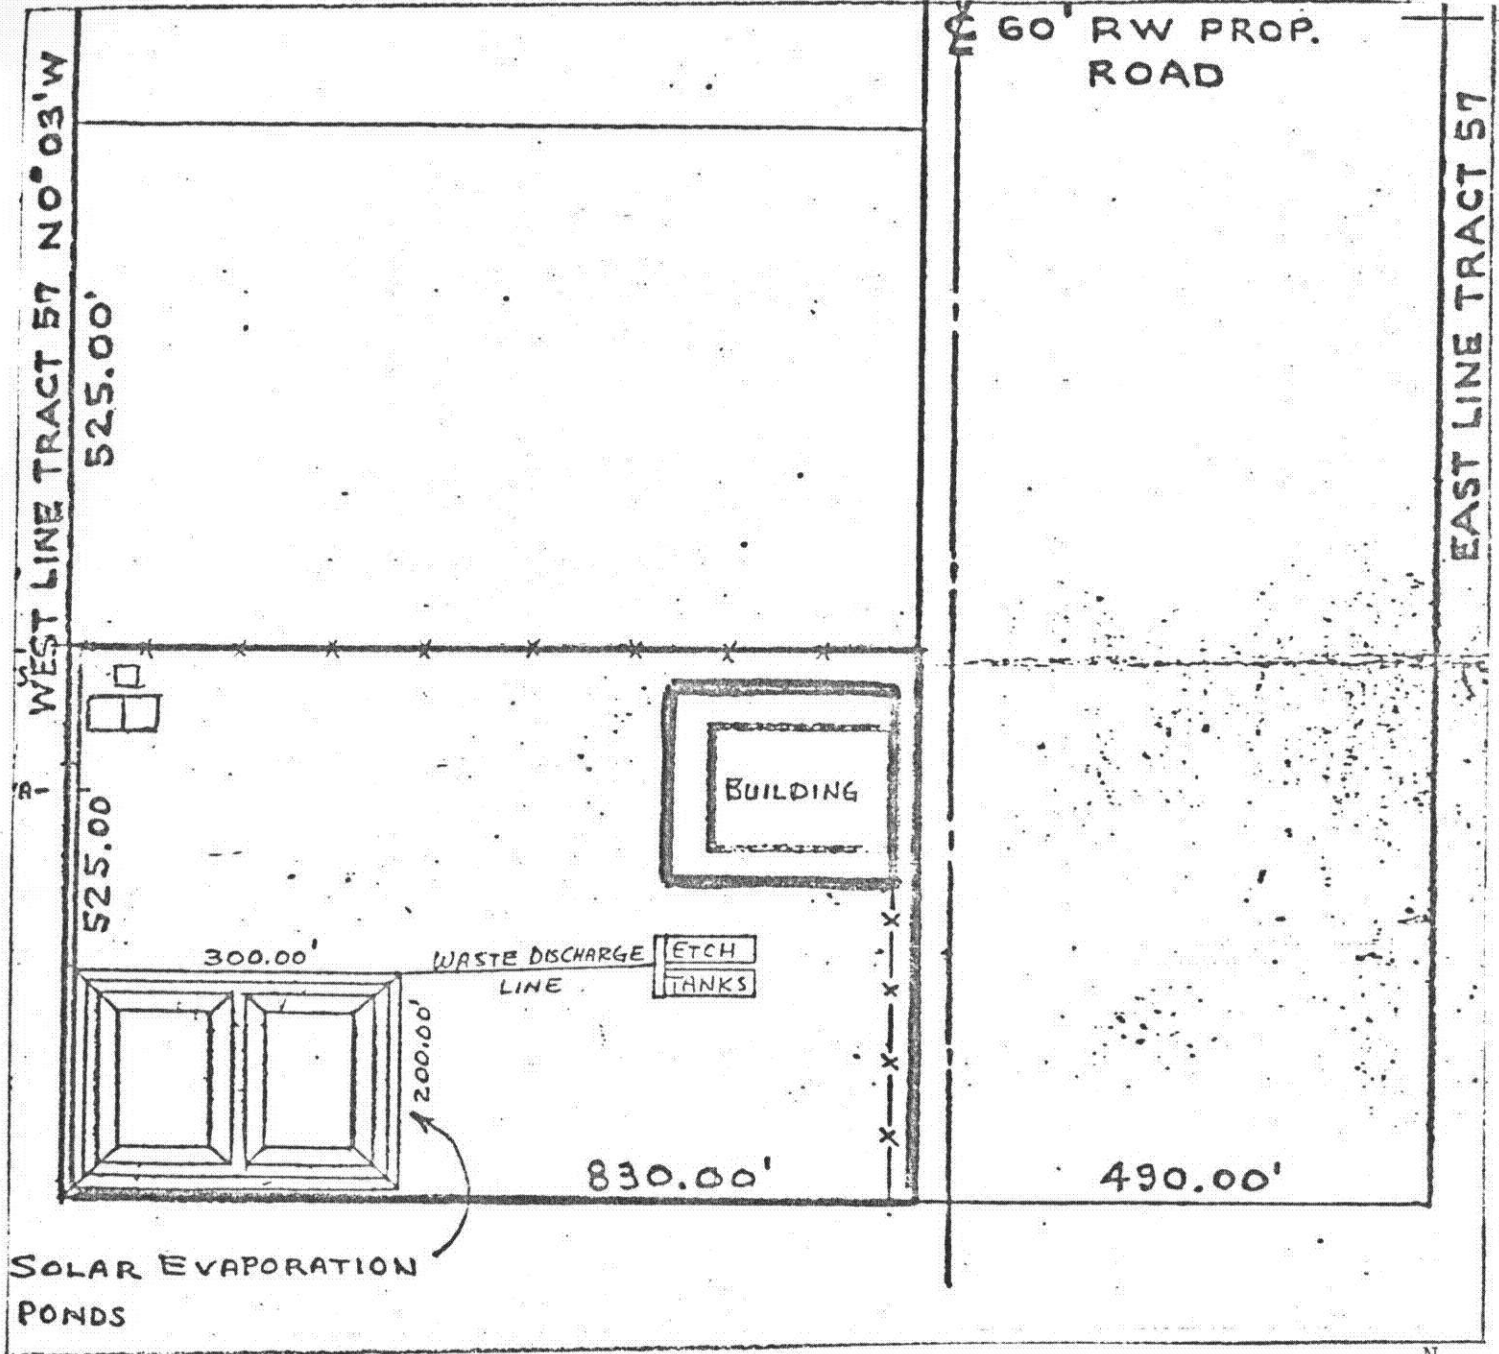 ℄ 60' RW PROP.
ROAD
WEST LINE TRACT 57 N0°03'W
525.00'
EAST LINE TRACT 57
BUILDING
525.00
300.00'
WASTE DISCHARGE
LINE
ETCH
TANKS
200.00'
830.00'
490.00'
SOLAR EVAPORATION
PONDS
N